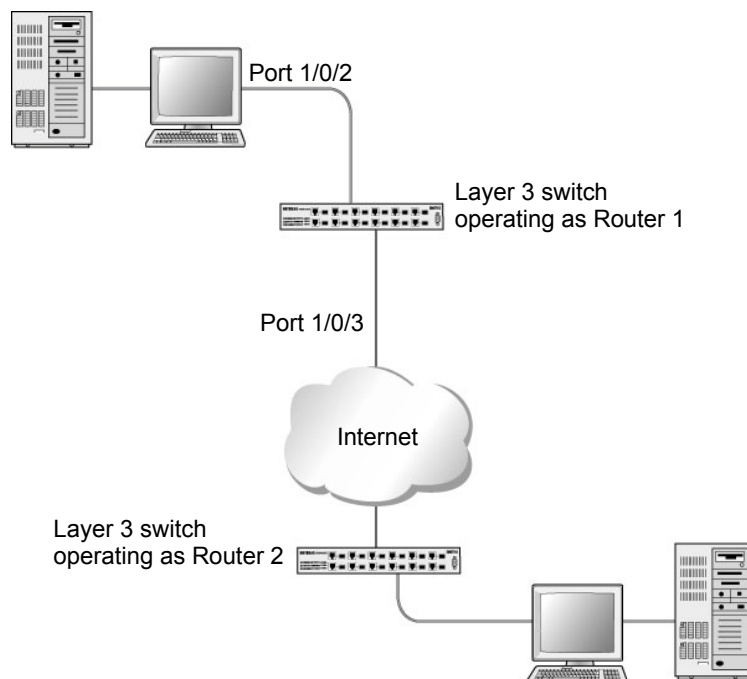 Port 1/0/2
Layer 3 switch
operating as Router 1
Port 1/0/3
Internet
Layer 3 switch
operating as Router 2